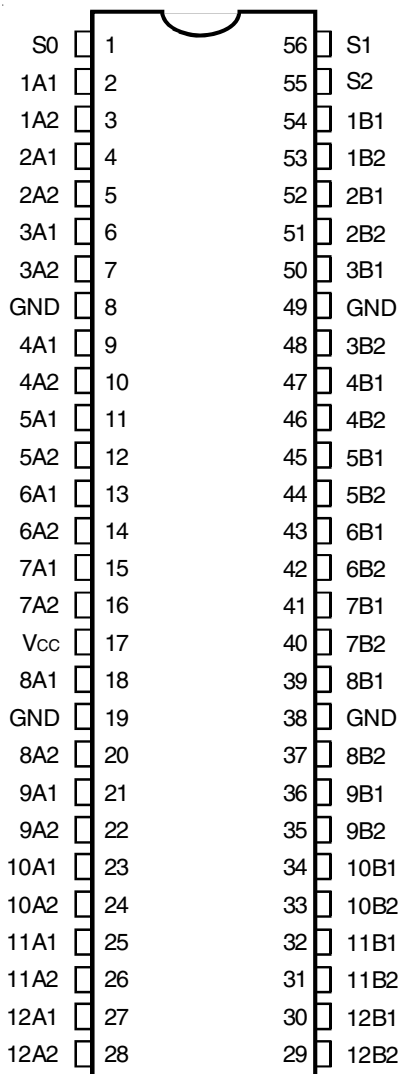 S0 1 56 S1
1A1 2 55 S2
1A2 3 54 1B1
2A1 4 53 1B2
2A2 5 52 2B1
3A1 6 51 2B2
3A2 7 50 3B1
GND 8 49 GND
4A1 9 48 3B2
4A2 10 47 4B1
5A1 11 46 4B2
5A2 12 45 5B1
6A1 13 44 5B2
6A2 14 43 6B1
7A1 15 42 6B2
7A2 16 41 7B1
VCC 17 40 7B2
8A1 18 39 8B1
GND 19 38 GND
8A2 20 37 8B2
9A1 21 36 9B1
9A2 22 35 9B2
10A1 23 34 10B1
10A2 24 33 10B2
11A1 25 32 11B1
11A2 26 31 11B2
12A1 27 30 12B1
12A2 28 29 12B2